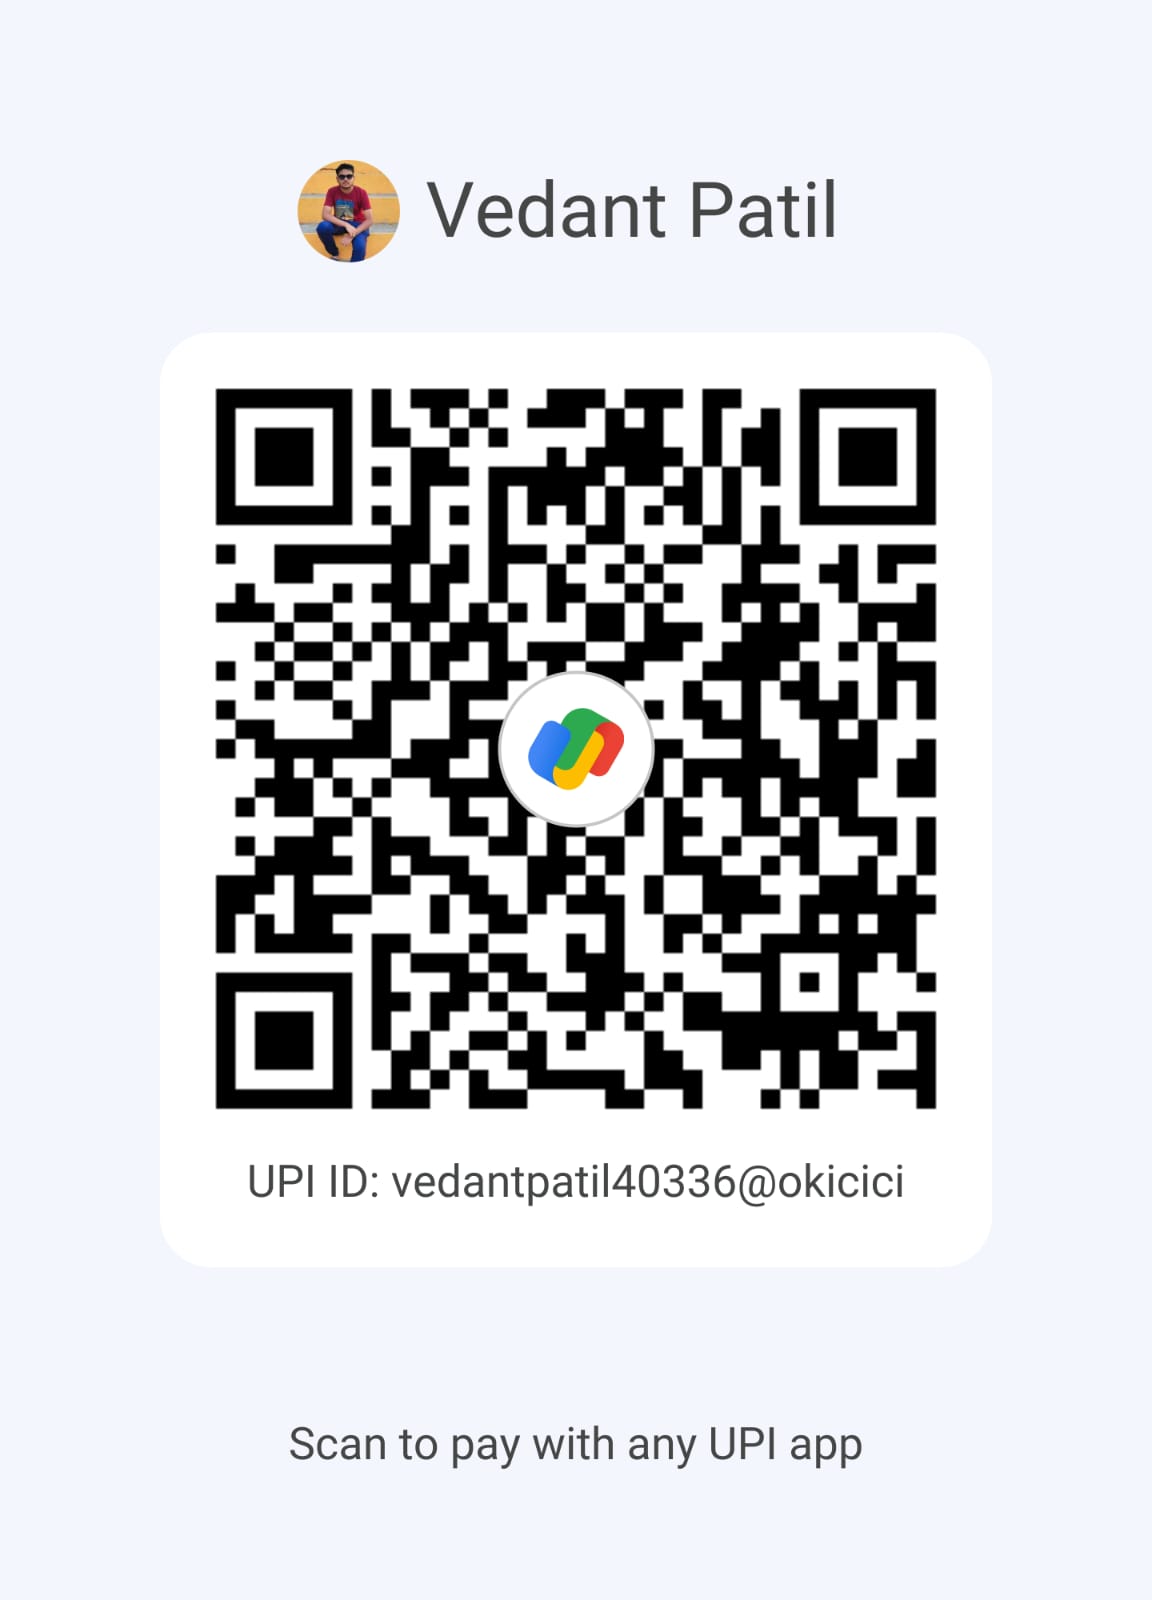 Vedant Patil
UPI ID: vedantpatil40336@okicici
Scan to pay with any UPI app